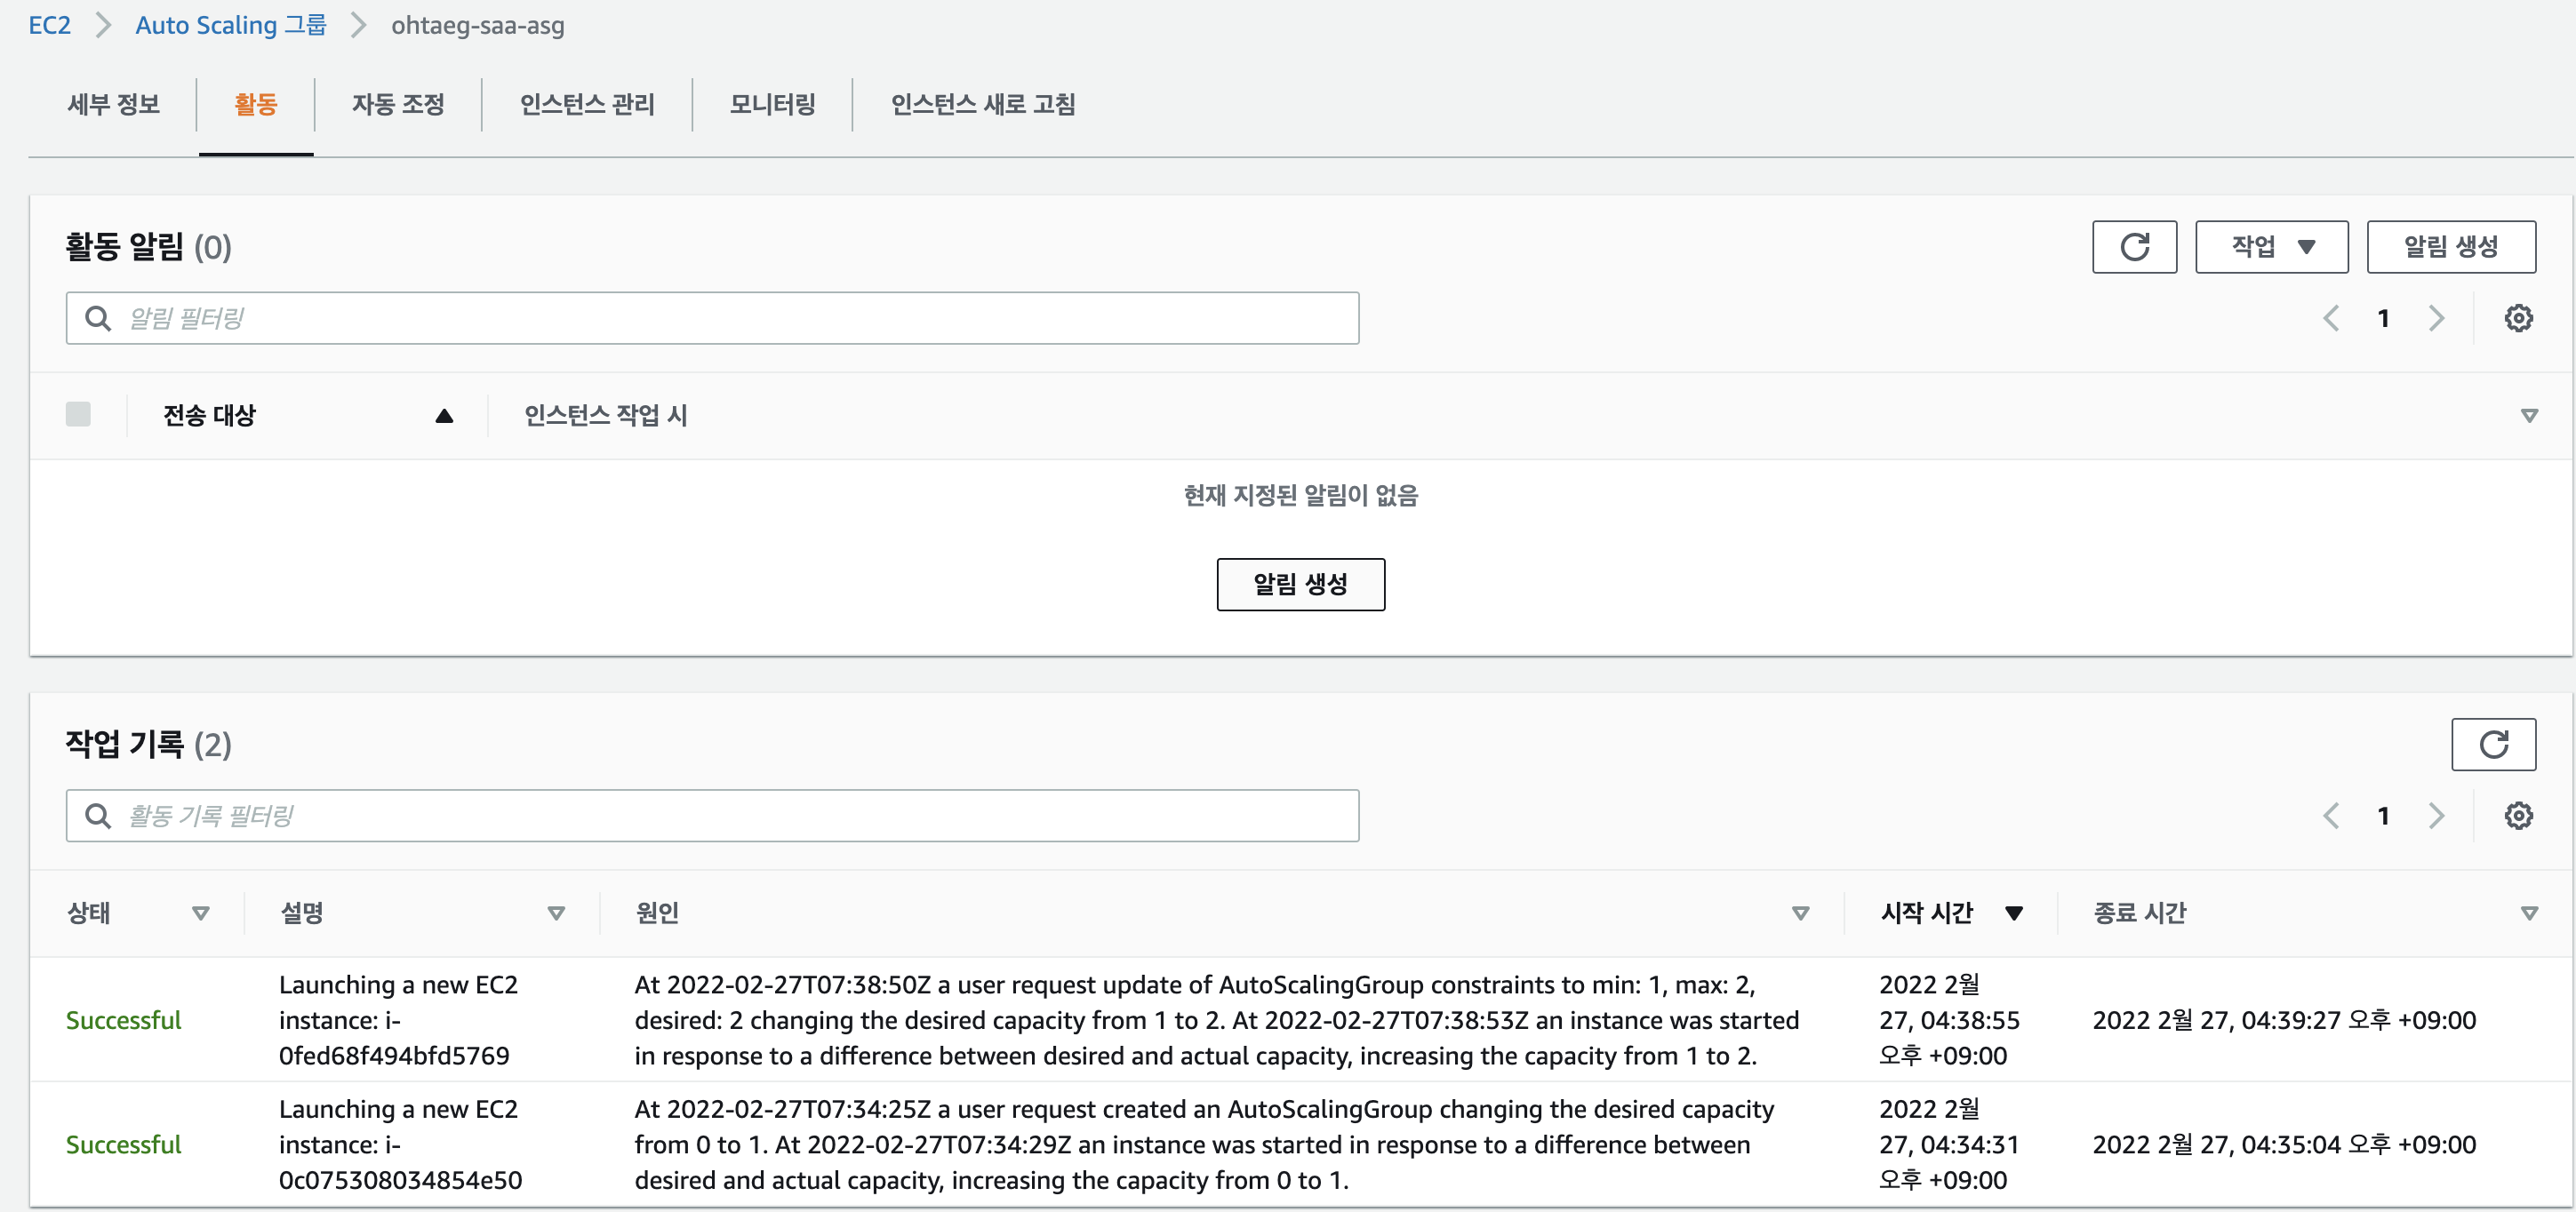 EC2 > Auto Scaling 그룹 > ohtaeg-saa-asg
세부 정보 활동 자동 조정 인스턴스 관리 모니터링 인스턴스 새로 고침
활동 알림 (0)
작업 알림 생성
알림 필터링
1
전송 대상 인스턴스 작업 시
현재 지정된 알림이 없음
알림 생성
작업 기록 (2)
활동 기록 필터링
1
상태 설명 원인 시작 시간 종료 시간
Successful
Launching a new EC2
instance: i-
0fed68f494bfd5769
At 2022-02-27T07:38:50Z a user request update of AutoScalingGroup constraints to min: 1, max: 2,
desired: 2 changing the desired capacity from 1 to 2. At 2022-02-27T07:38:53Z an instance was started
in response to a difference between desired and actual capacity, increasing the capacity from 1 to 2.
2022 2월
27, 04:38:55
오후 +09:00
2022 2월 27, 04:39:27 오후 +09:00
Successful
Launching a new EC2
instance: i-
0c075308034854e50
At 2022-02-27T07:34:25Z a user request created an AutoScalingGroup changing the desired capacity
from 0 to 1. At 2022-02-27T07:34:29Z an instance was started in response to a difference between
desired and actual capacity, increasing the capacity from 0 to 1.
2022 2월
27, 04:34:31
오후 +09:00
2022 2월 27, 04:35:04 오후 +09:00